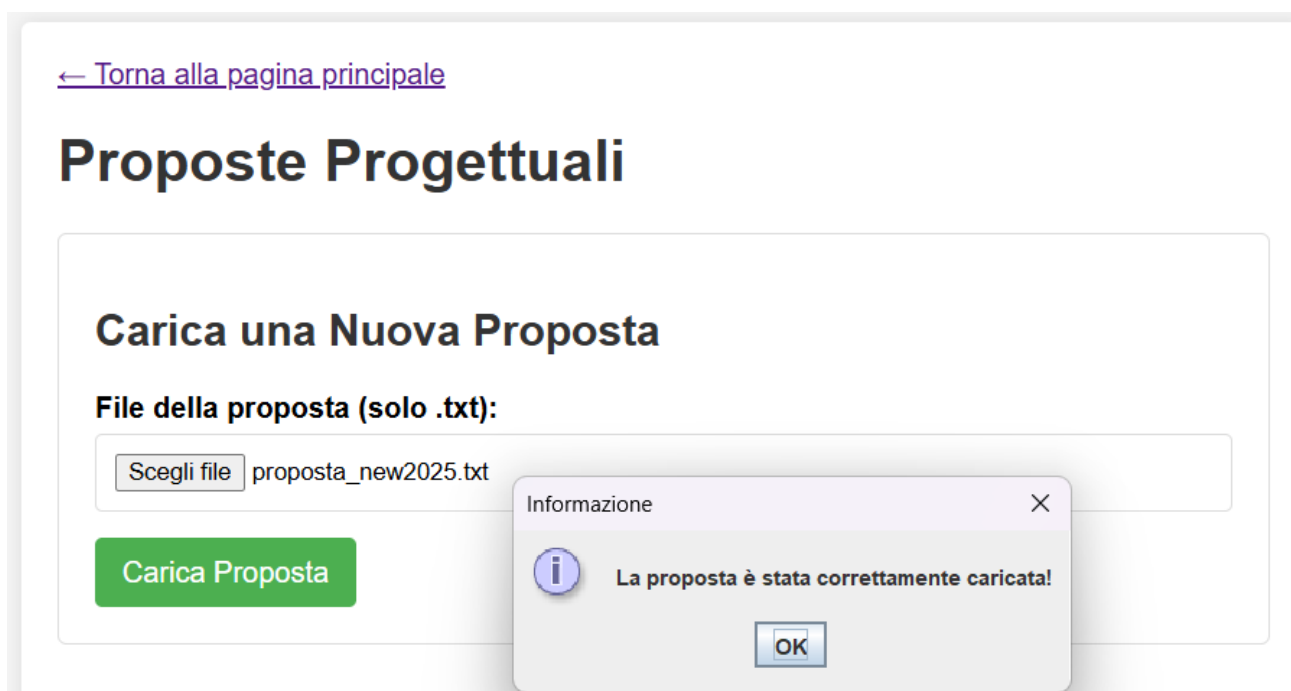 ← Torna alla pagina principale
Proposte Progettuali
Carica una Nuova Proposta
File della proposta (solo .txt):
Scegli file proposta_new2025.txt
Carica Proposta
Informazione
La proposta è stata correttamente caricata!
OK